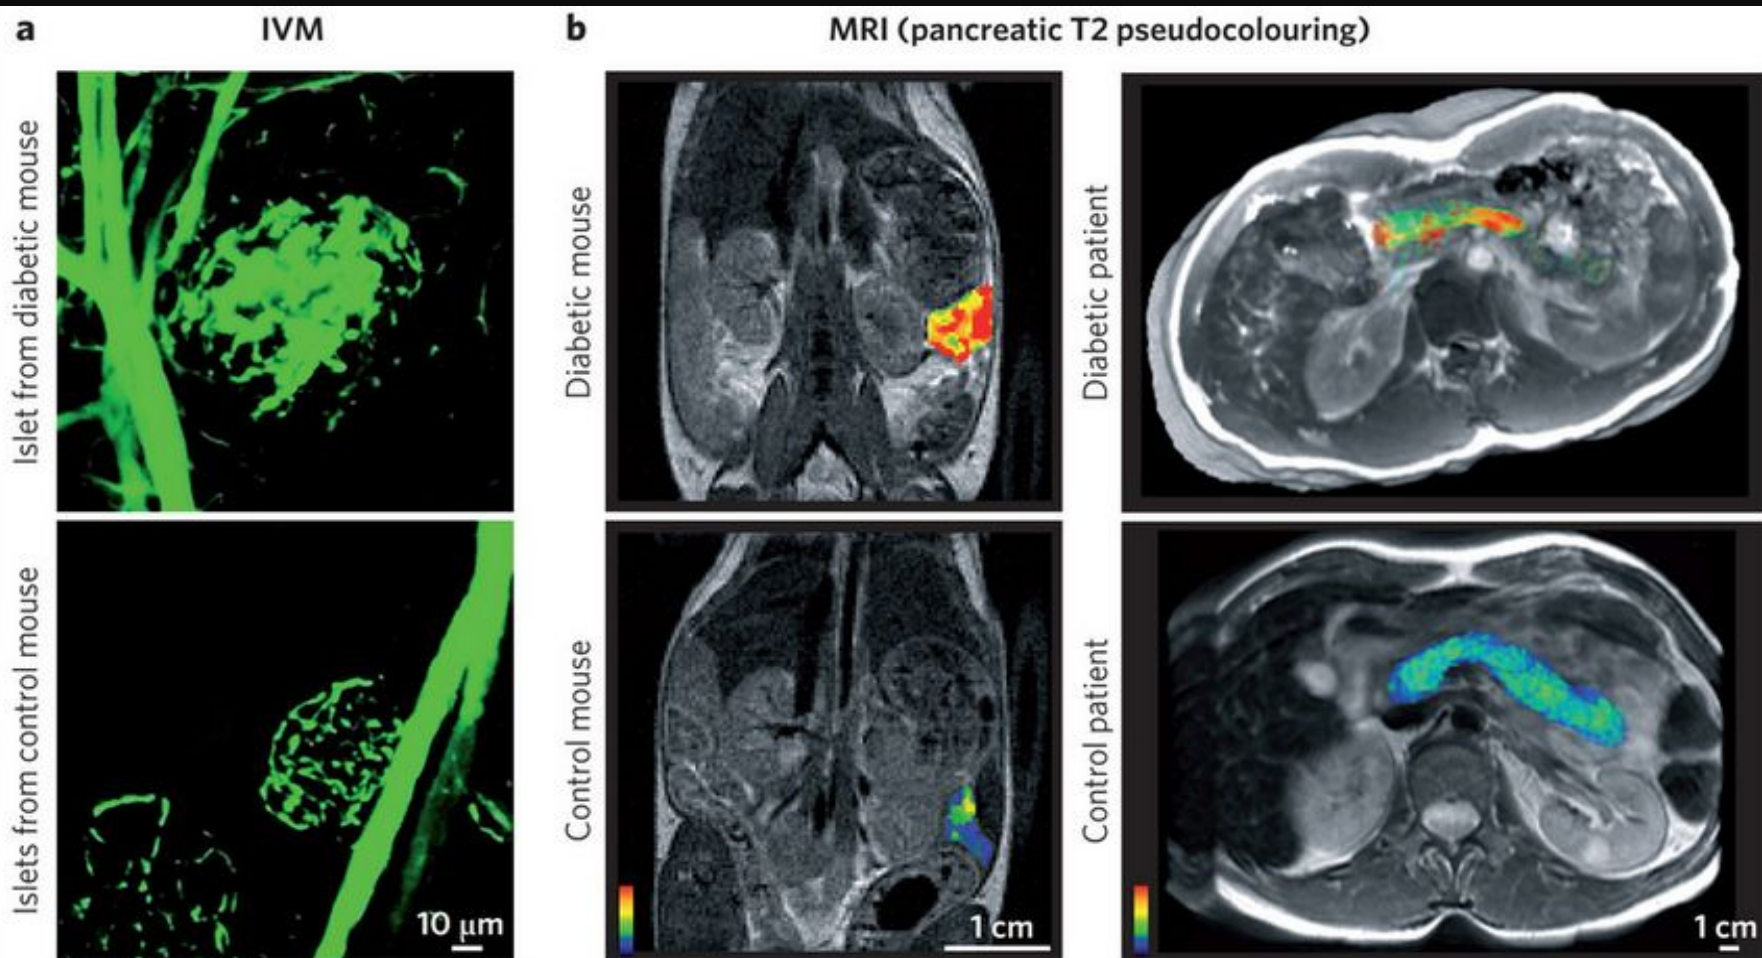 a
IVM
b
MRI (pancreatic T2 pseudocolouring)
Islet from diabetic mouse
Diabetic mouse
Diabetic patient
Islets from control mouse
10 μm
Control mouse
1 cm
Control patient
1 cm